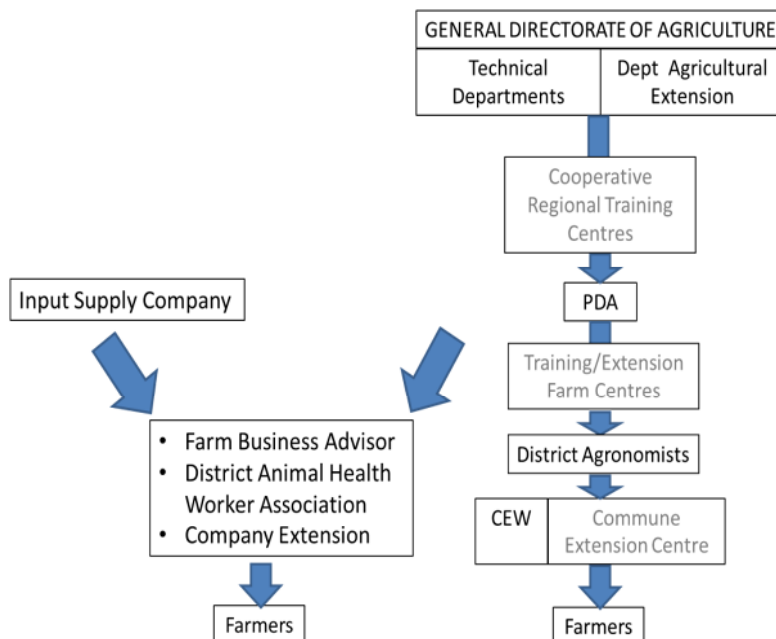 GENERAL DIRECTORATE OF AGRICULTURE
Technical
Departments
Dept Agricultural
Extension
Cooperative
Regional Training
Centres
Input Supply Company
PDA
Training/Extension
Farm Centres
• Farm Business Advisor
• District Animal Health
Worker Association
• Company Extension
District Agronomists
CEW
Commune
Extension Centre
Farmers
Farmers